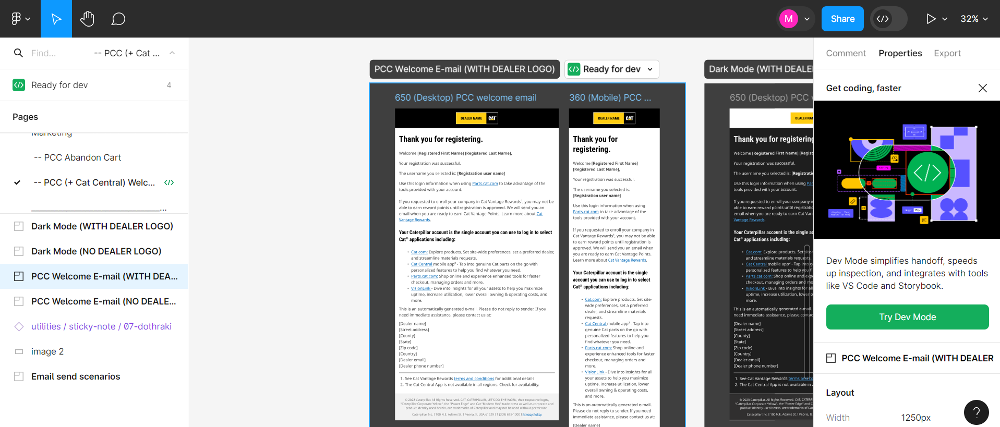 M
Share
32%
Find...
-- PCC (+ Cat ...
Ready for dev
4
Pages
Marketing
-- PCC Abandon Cart
-- PCC (+ Cat Central) Welc...
Dark Mode (WITH DEALER LOGO)
Dark Mode (NO DEALER LOGO)
PCC Welcome E-mail (WITH DEA...
PCC Welcome E-mail (NO DEALE...
utilities / sticky-note / 07-dothraki
image 2
Email send scenarios
PCC Welcome E-mail (WITH DEALER LOGO)
Ready for dev
650 (Desktop) PCC welcome email
DEALER NAME CAT
Thank you for registering.
Welcome [Registered First Name] [Registered Last Name],
Your registration was successful.
The username you selected is: [Registration user name]
Use this login information when using Parts.cat.com to take advantage of the
tools provided with your account.
If you requested to enroll your company in Cat Vantage Rewards¹, you may not be
able to earn reward points until registration is approved. We will send you an
email when you are ready to earn Cat Vantage Points. Learn more about Cat
Vantage Rewards.
Your Caterpillar account is the single account you can use to log in to select
Cat® applications including:
• Cat.com: Explore products. Set site-wide preferences, set a preferred dealer,
and streamline materials requests.
• Cat Central mobile app² - Tap into genuine Cat parts on the go with
personalized features to help you find whatever you need.
• Parts.cat.com: Shop online and experience enhanced tools for faster
checkout, managing orders and more.
• VisionLink - Dive into insights for all your assets to help you maximize
uptime, increase utilization, lower overall owning & operating costs, and
more.
This is an automatically generated e-mail. Please do not reply to sender. If you
need immediate assistance, please contact us at:
[Dealer name]
[Street address]
[County]
[State]
[Zip code]
[Country]
[Dealer email]
[Dealer phone number]
1. See Cat Vantage Rewards terms and conditions for additional details.
2. The Cat Central App is not available in all regions. Check for availability.
© 2023 Caterpillar. All Rights Reserved. CAT, CATERPILLAR, LET'S DO THE WORK, their respective logos,
"Caterpillar Corporate Yellow", the "Power Edge" and Cat "Modern Hex" trade dress as well as corporate and
product identity used herein, are trademarks of Caterpillar and may not be used without permission.
Caterpillar Inc. I 100 N.E. Adams St. I Peoria, IL USA 61629 I 1 (309) 675-1000 I Privacy Policy
360 (Mobile) PCC ...
DEALER NAME CAT
Thank you for
registering.
Welcome [Registered First Name]
[Registered Last Name],
Your registration was successful.
The username you selected is:
[Registration user name]
Use this login information when using
Parts.cat.com to take advantage of the
tools provided with your account.
If you requested to enroll your company in
Cat Vantage Rewards¹, you may not be able
to earn reward points until registration is
approved. We will send you an email when
you are ready to earn Cat Vantage Points.
Learn more about Cat Vantage Rewards.
Your Caterpillar account is the single
account you can use to log in to select
Cat® applications including:
• Cat.com: Explore products. Set site-
wide preferences, set a preferred
dealer, and streamline materials
requests.
• Cat Central mobile app² - Tap into
genuine Cat parts on the go with
personalized features to help you
find whatever you need.
• Parts.cat.com: Shop online and
experience enhanced tools for faster
checkout, managing orders and
more.
• VisionLink - Dive into insights for all
your assets to help you maximize
uptime, increase utilization, lower
overall owning & operating costs,
and more.
This is an automatically generated e-mail.
Please do not reply to sender. If you need
immediate assistance, please contact us at:
[Dealer name]
Dark Mode (WITH DEALE
650 (Desktop) PCC
DEALER NAM
Thank you for registering
Welcome [Registered First Name] [Regist
Your registration was successful.
The username you selected is: [Registratio
Use this login information when using Par
tools provided with your account.
If you requested to enroll your company in
able to earn reward points until registration
email when you are ready to earn Cat Vant
Vantage Rewards.
Your Caterpillar account is the single ac
Cat® applications including:
• Cat.com: Explore products. Set site-
and streamline materials requests.
• Cat Central mobile app² - Tap into g
personalized features to help you fi
• Parts.cat.com: Shop online and exp
checkout, managing orders and mo
• VisionLink - Dive into insights for all
uptime, increase utilization, lower
more.
This is an automatically generated e-mail.
need immediate assistance, please contac
[Dealer name]
[Street address]
[County]
[State]
[Zip code]
[Country]
[Dealer email]
[Dealer phone number]
1. See Cat Vantage Rewards terms and co
2. The Cat Central App is not available in a
© 2023 Caterpillar. All Rights Reserved. CAT, CATERP
"Caterpillar Corporate Yellow", the "Power Edge" and C
product identity used herein, are trademarks of Cat
Caterpillar Inc. I 100 N.E. Adams St. I Peoria, IL
Comment Properties Export
Get coding, faster
Dev Mode simplifies handoff, speeds
up inspection, and integrates with tools
like VS Code and Storybook.
Try Dev Mode
PCC Welcome E-mail (WITH DEALER
Layout
Width 1250px
?